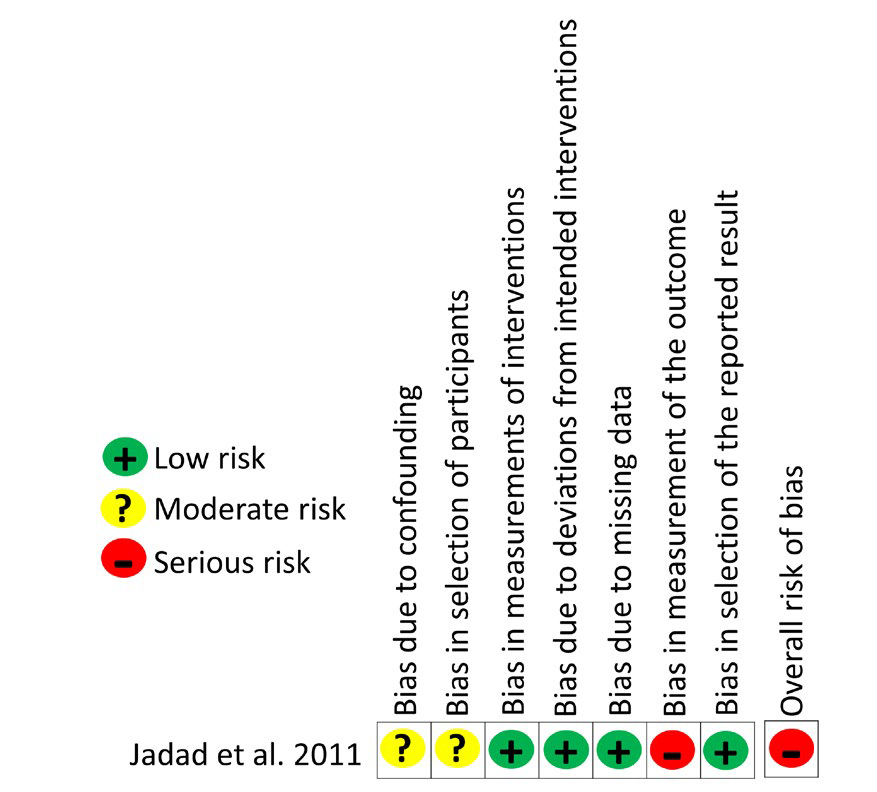 Bias due to confounding
Bias in selection of participants
Bias in measurements of interventions
Bias due to deviations from intended interventions
Bias due to missing data
Bias in measurement of the outcome
Bias in selection of the reported result
Overall risk of bias
+ Low risk
? Moderate risk
- Serious risk
Jadad et al. 2011 ? ? + + + - + -